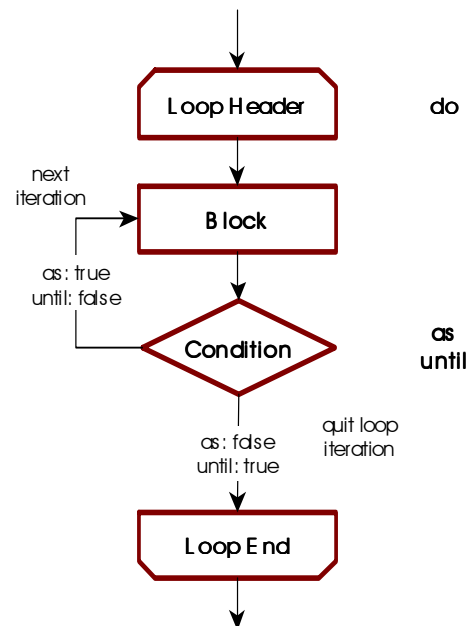 Loop Header
do
next
iteration
Block
as: true
until: false
Condition
as
until
as: false
until: true
quit loop
iteration
Loop End